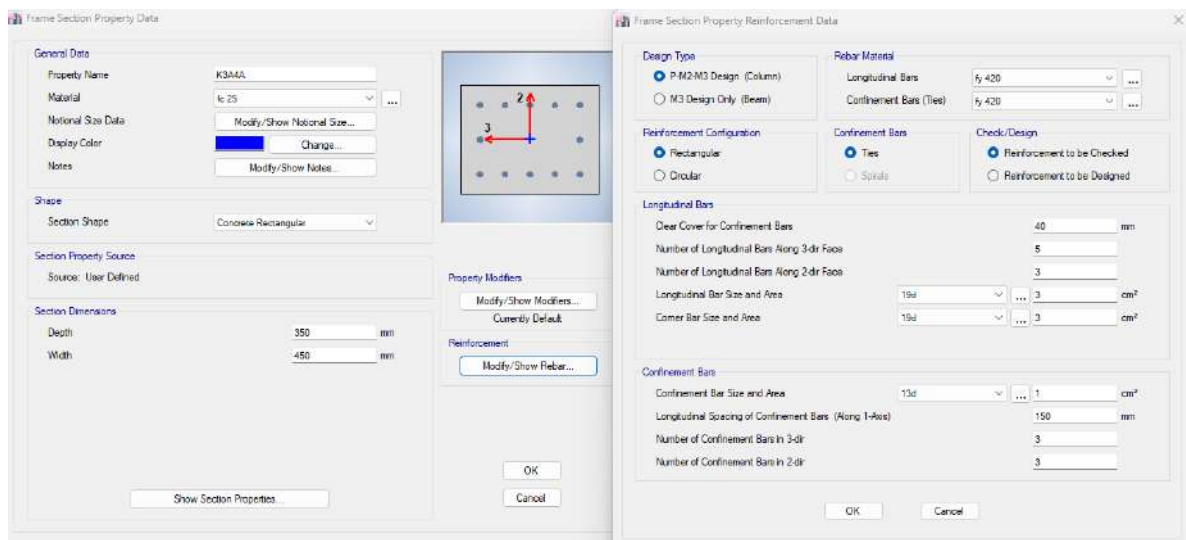 Frame Section Property Data
General Data
Property Name K3A4A
Material fc 25 ...
Notional Size Data Modify/Show Notional Size...
Display Color Change...
Notes Modify/Show Notes...
Shape
Section Shape Concrete Rectangular
Section Property Source
Source: User Defined
Section Dimensions
Depth 350 mm
Width 450 mm
Show Section Properties...
2
3
Property Modifiers
Modify/Show Modifiers...
Currently Default
Reinforcement
Modify/Show Rebar...
OK
Cancel
Frame Section Property Reinforcement Data
Design Type
P-M2-M3 Design (Column)
M3 Design Only (Beam)
Rebar Material
Longitudinal Bars fy 420 ...
Confinement Bars (Ties) fy 420 ...
Reinforcement Configuration
Rectangular
Circular
Confinement Bars
Ties
Spirals
Check/Design
Reinforcement to be Checked
Reinforcement to be Designed
Longitudinal Bars
Clear Cover for Confinement Bars 40 mm
Number of Longitudinal Bars Along 3-dir Face 5
Number of Longitudinal Bars Along 2-dir Face 3
Longitudinal Bar Size and Area 19d ... 3 cm²
Corner Bar Size and Area 19d ... 3 cm²
Confinement Bars
Confinement Bar Size and Area 13d ... 1 cm²
Longitudinal Spacing of Confinement Bars (Along 1-Axis) 150 mm
Number of Confinement Bars in 3-dir 3
Number of Confinement Bars in 2-dir 3
OK
Cancel